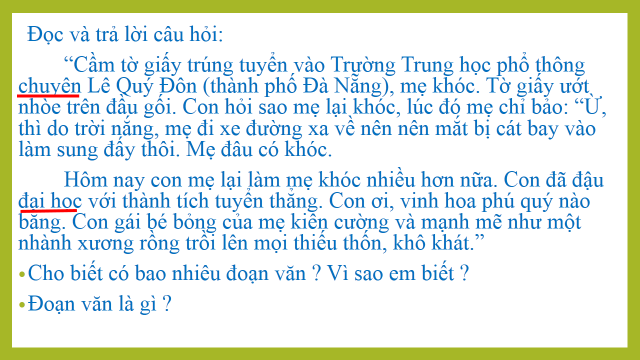 Đọc và trả lời câu hỏi:
“Cầm tờ giấy trúng tuyển vào Trường Trung học phổ thông
chuyên Lê Quý Đôn (thành phố Đà Nẵng), mẹ khóc. Tờ giấy ướt
nhòe trên đầu gối. Con hỏi sao mẹ lại khóc, lúc đó mẹ chỉ bảo: “Ừ,
thì do trời nắng, mẹ đi xe đường xa về nên nên mắt bị cát bay vào
làm sung đấy thôi. Mẹ đâu có khóc.
Hôm nay con mẹ lại làm mẹ khóc nhiều hơn nữa. Con đã đậu
đại học với thành tích tuyển thẳng. Con ơi, vinh hoa phú quý nào
bằng. Con gái bé bỏng của mẹ kiên cường và mạnh mẽ như một
nhành xương rồng trỗi lên mọi thiếu thốn, khô khát.”
•Cho biết có bao nhiêu đoạn văn ? Vì sao em biết ?
•Đoạn văn là gì ?